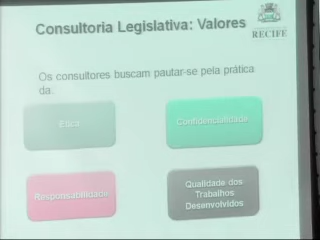 Consultoria Legislativa: Valores
RECIFE
Os consultores buscam pautar-se pela prática
da:
Ética
Confidencialidade
Responsabilidade
Qualidade dos
Trabalhos
Desenvolvidos